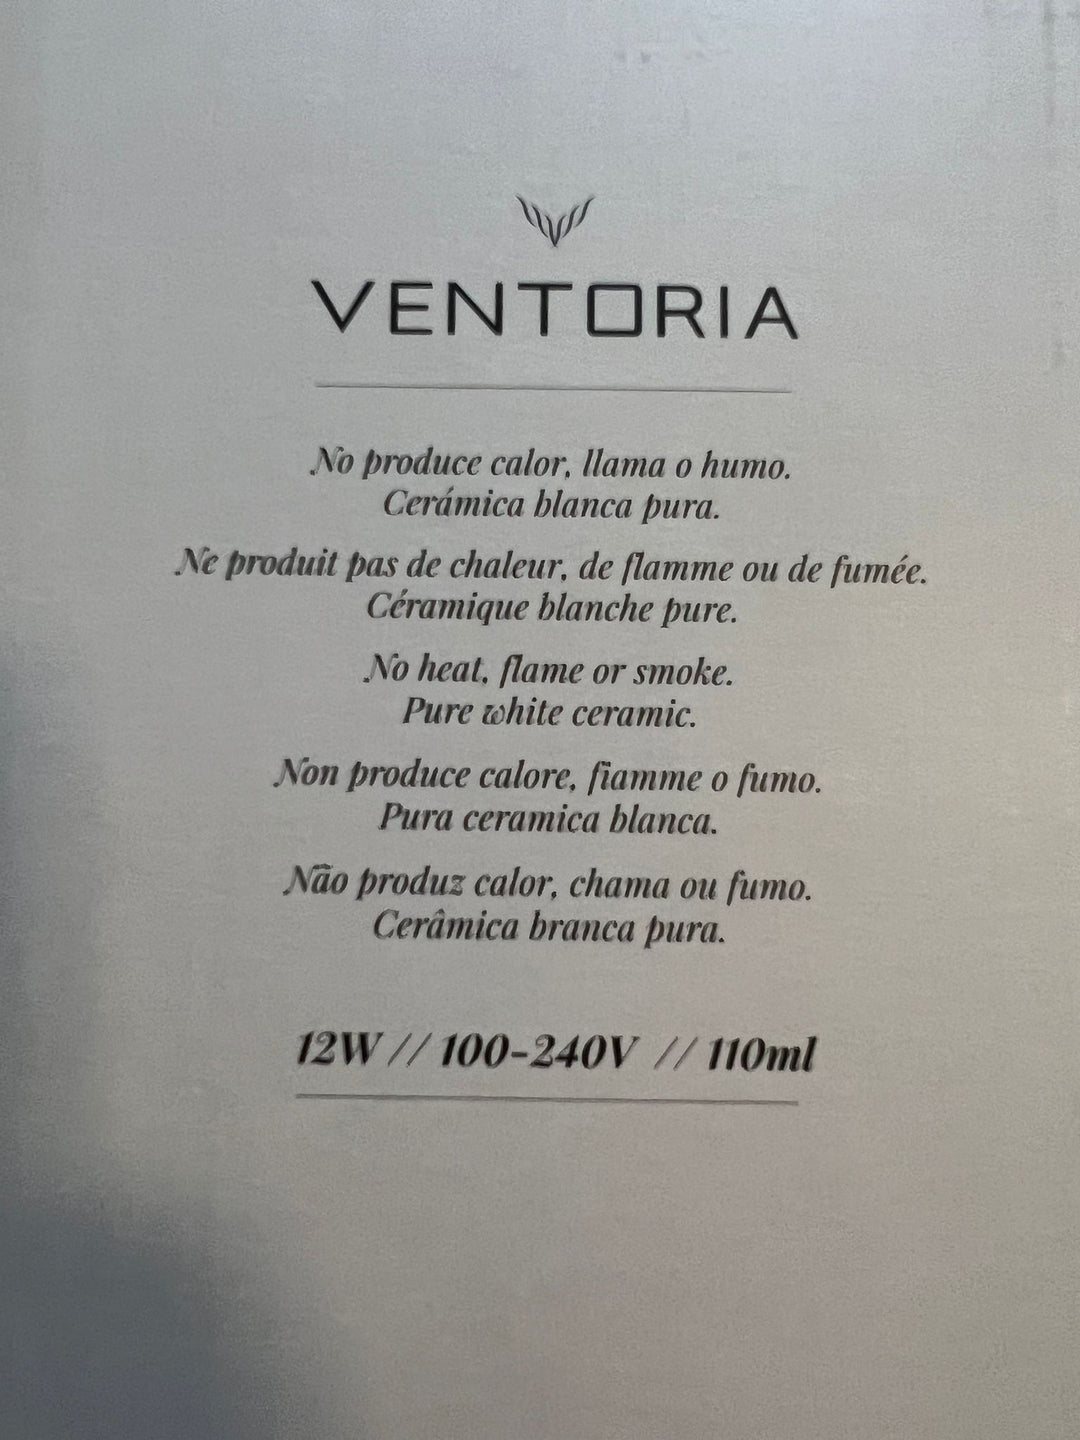 VENTORIA
No produce calor, llama o humo.
Cerámica blanca pura.
Ne produit pas de chaleur, de flamme ou de fumée.
Céramique blanche pure.
No heat, flame or smoke.
Pure white ceramic.
Non produce calore, fiamme o fumo.
Pura ceramica blanca.
Não produz calor, chama ou fumo.
Cerâmica branca pura.
12W // 100-240V // 110ml